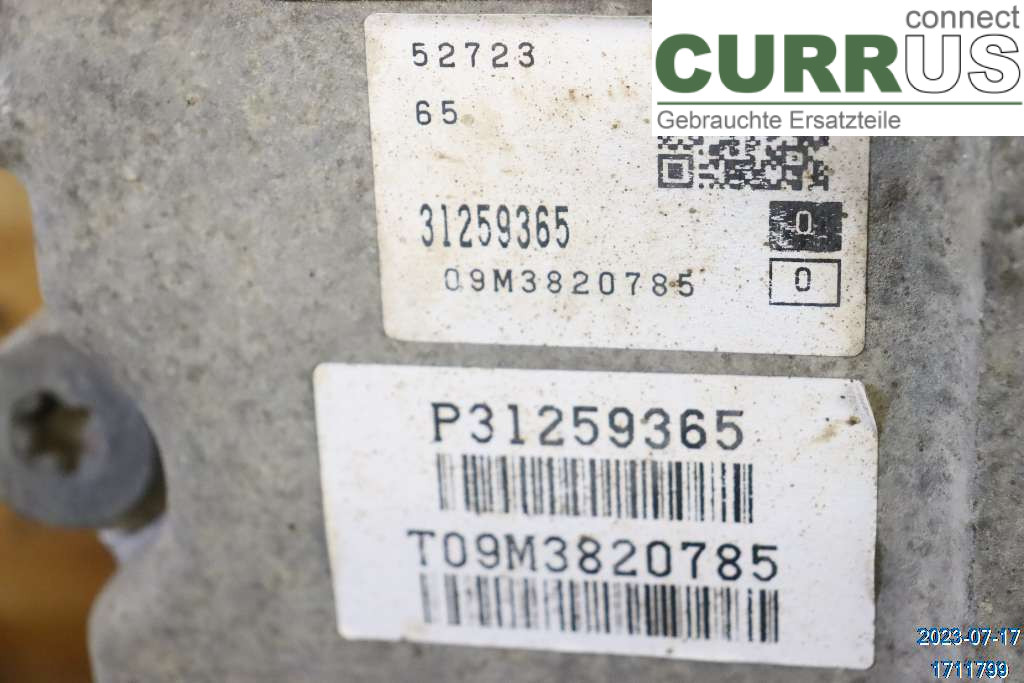 52723
65
31259365
09M3820785
0
0
P31259365
T09M3820785
connect
CURRUS
Gebrauchte Ersatzteile
2023-07-17
1711799